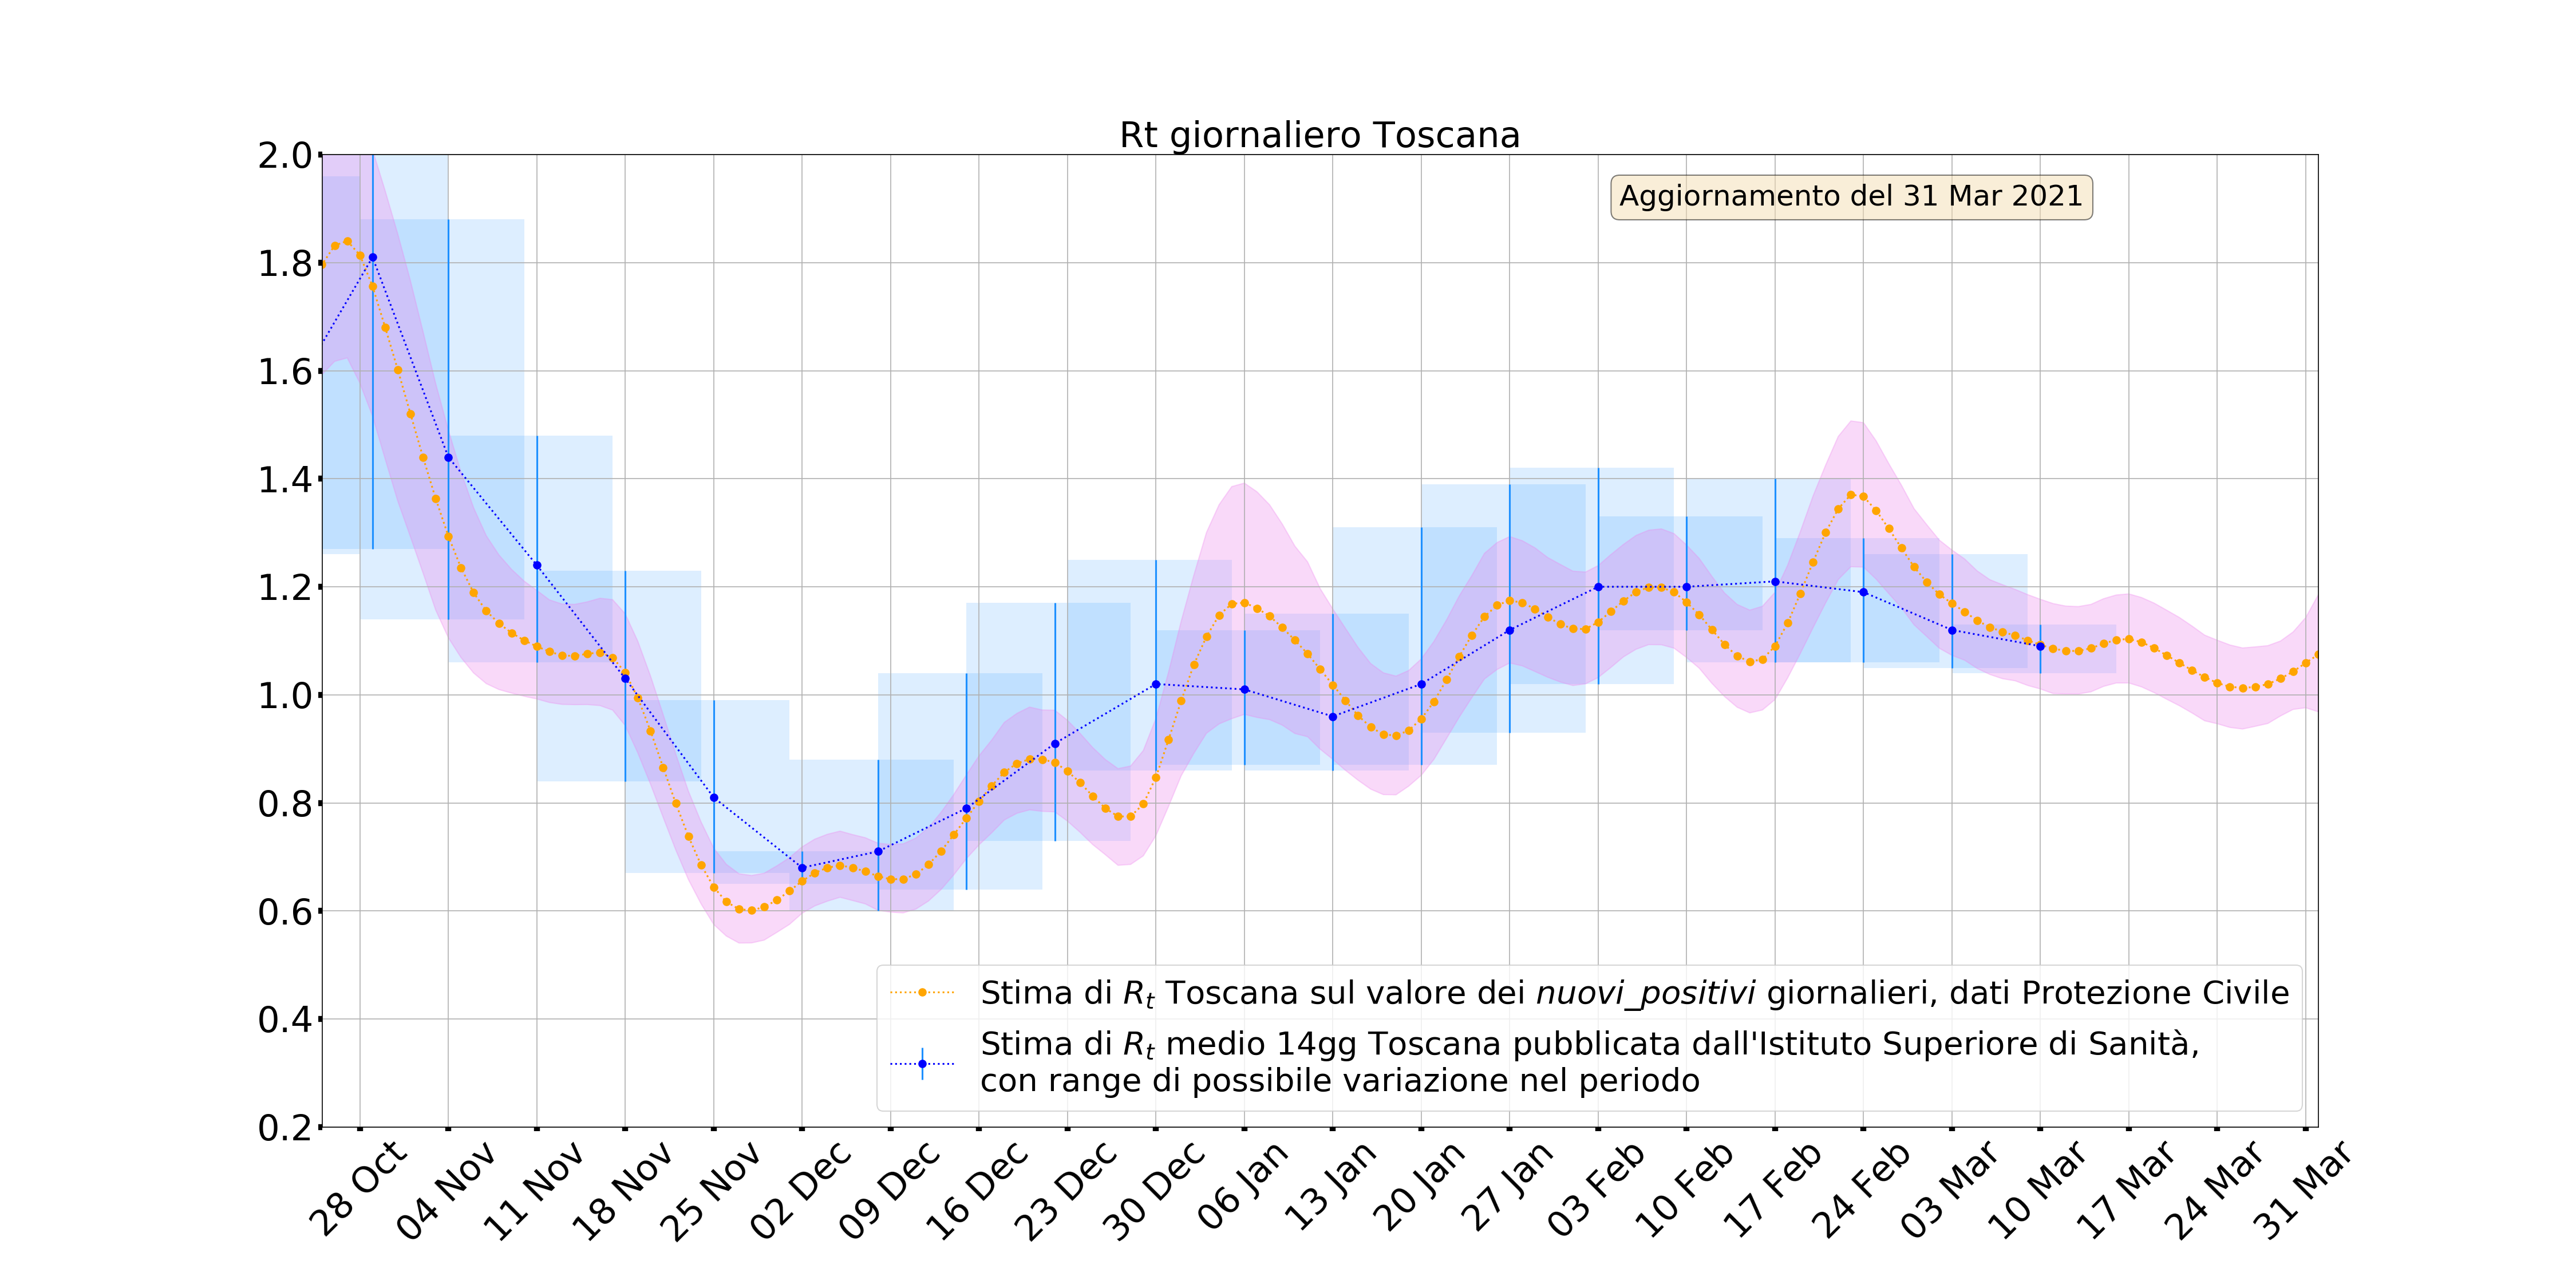 Rt giornaliero Toscana
Aggiornamento del 31 Mar 2021
2.0
1.8
1.6
1.4
1.2
1.0
0.8
0.6
0.4
0.2
Stima di Rt Toscana sul valore dei nuovi_positivi giornalieri, dati Protezione Civile
Stima di Rt medio 14gg Toscana pubblicata dall'Istituto Superiore di Sanità,
con range di possibile variazione nel periodo
28 Oct
04 Nov
11 Nov
18 Nov
25 Nov
02 Dec
09 Dec
16 Dec
23 Dec
30 Dec
06 Jan
13 Jan
20 Jan
27 Jan
03 Feb
10 Feb
17 Feb
24 Feb
03 Mar
10 Mar
17 Mar
24 Mar
31 Mar